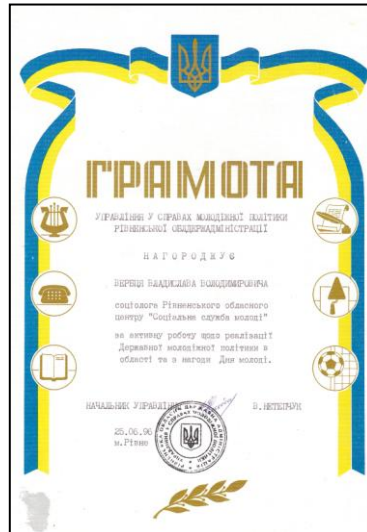 ГРАМОТА
УПРАВЛІННЯ У СПРАВАХ МОЛОДІЖНОЇ ПОЛІТИКИ
РІВНЕНСЬКОЇ ОБЛДЕРЖАДМІНІСТРАЦІЇ
НАГОРОДЖУЄ
ВЛАДИСЛАВА ВОЛОДИМИРОВИЧА
соціолога Рівненського обласного
центру "Соціальна служба молоді"
за активну роботу щодо реалізації
Державної молодіжної політики в
області та з нагоди Дня молоді.
НАЧАЛЬНИК УПРАВЛІННЯ В. НЕТЕПЧУК
25.06.96
м.Рівне